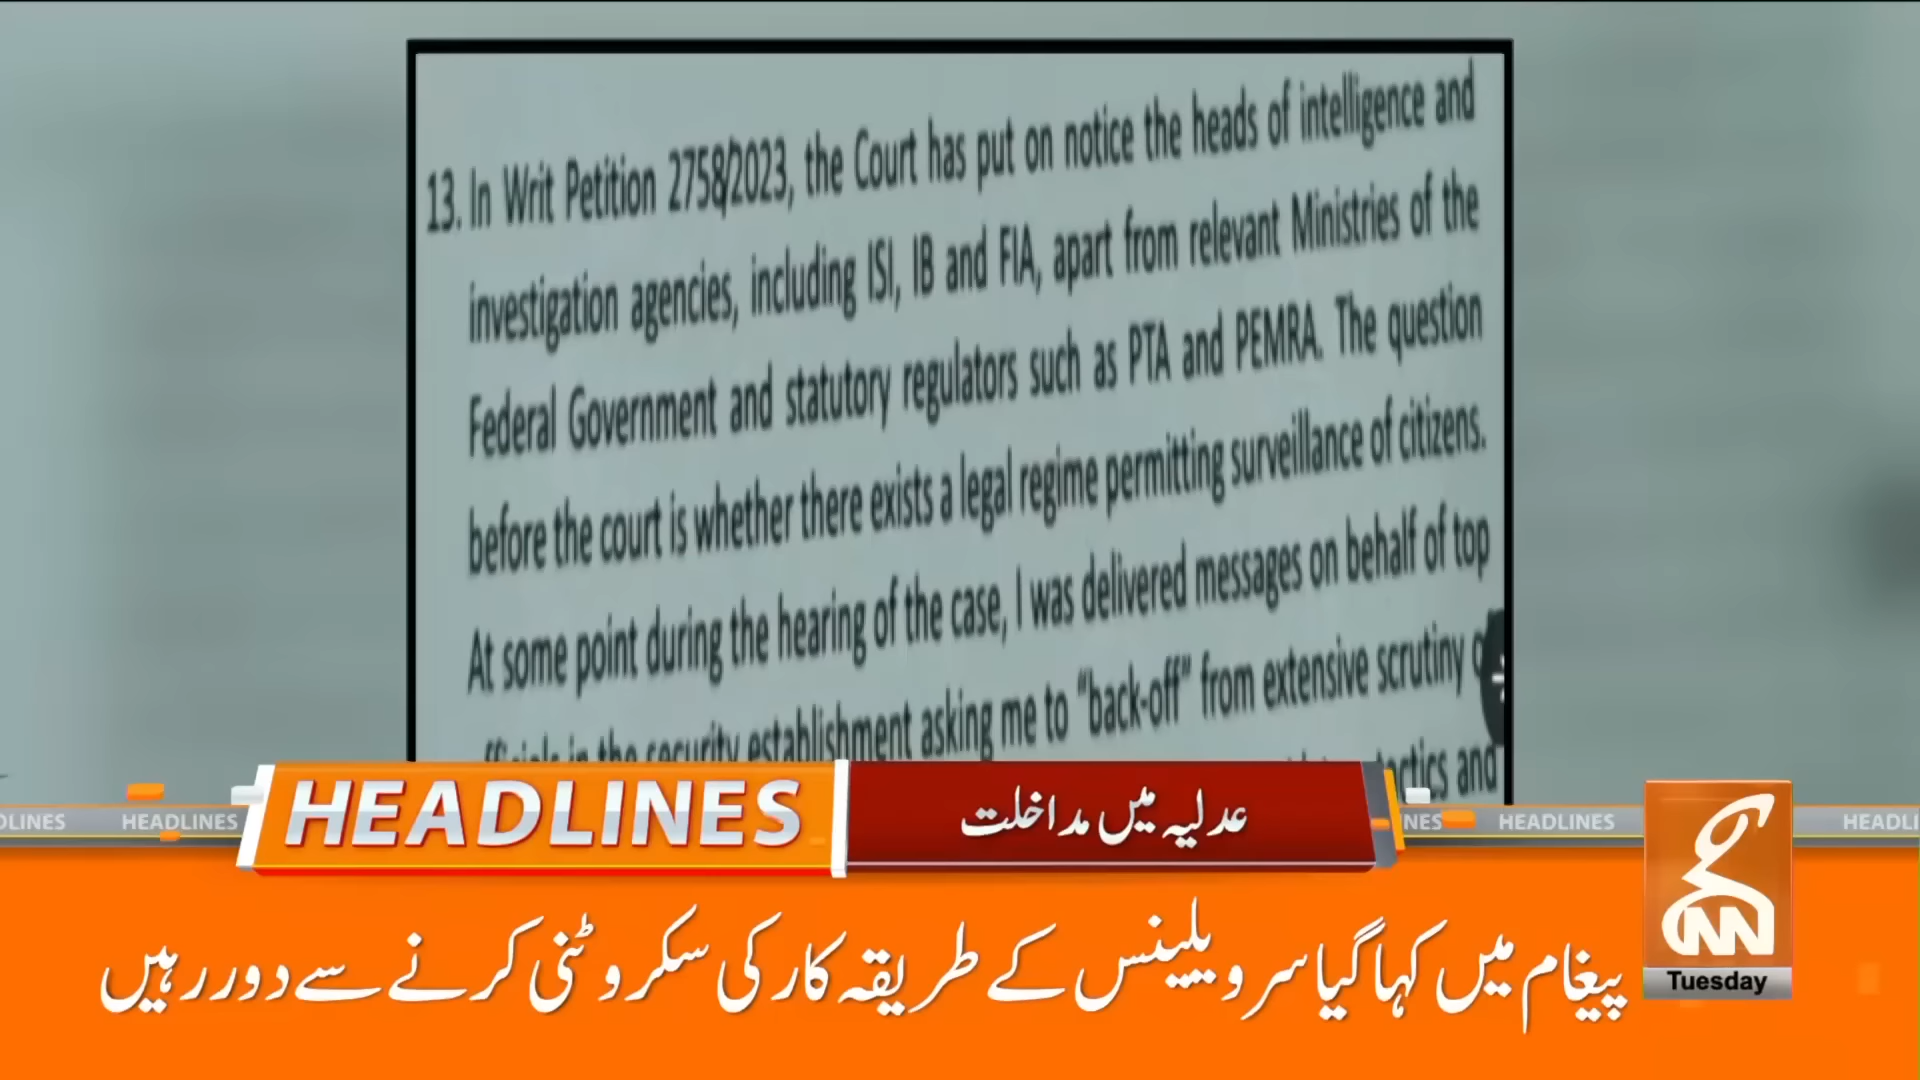 13. In Writ Petition 2758/2023, the Court has put on notice the heads of intelligence and
investigation agencies, including ISI, IB and FIA, apart from relevant Ministries of the
Federal Government and statutory regulators such as PTA and PEMRA. The question
before the court is whether there exists a legal regime permitting surveillance of citizens.
At some point during the hearing of the case, I was delivered messages on behalf of top
in the security establishment asking me to “back-off” from extensive scrutiny
and
HEADLINES
عدلیہ میں مداخلت
HEADLINES
HEADLINES
پیغام میں کہا گیا سرویلینس کے طریقہ کار کی سکروٹنی کرنے سے دور رہیں
GNN
Tuesday